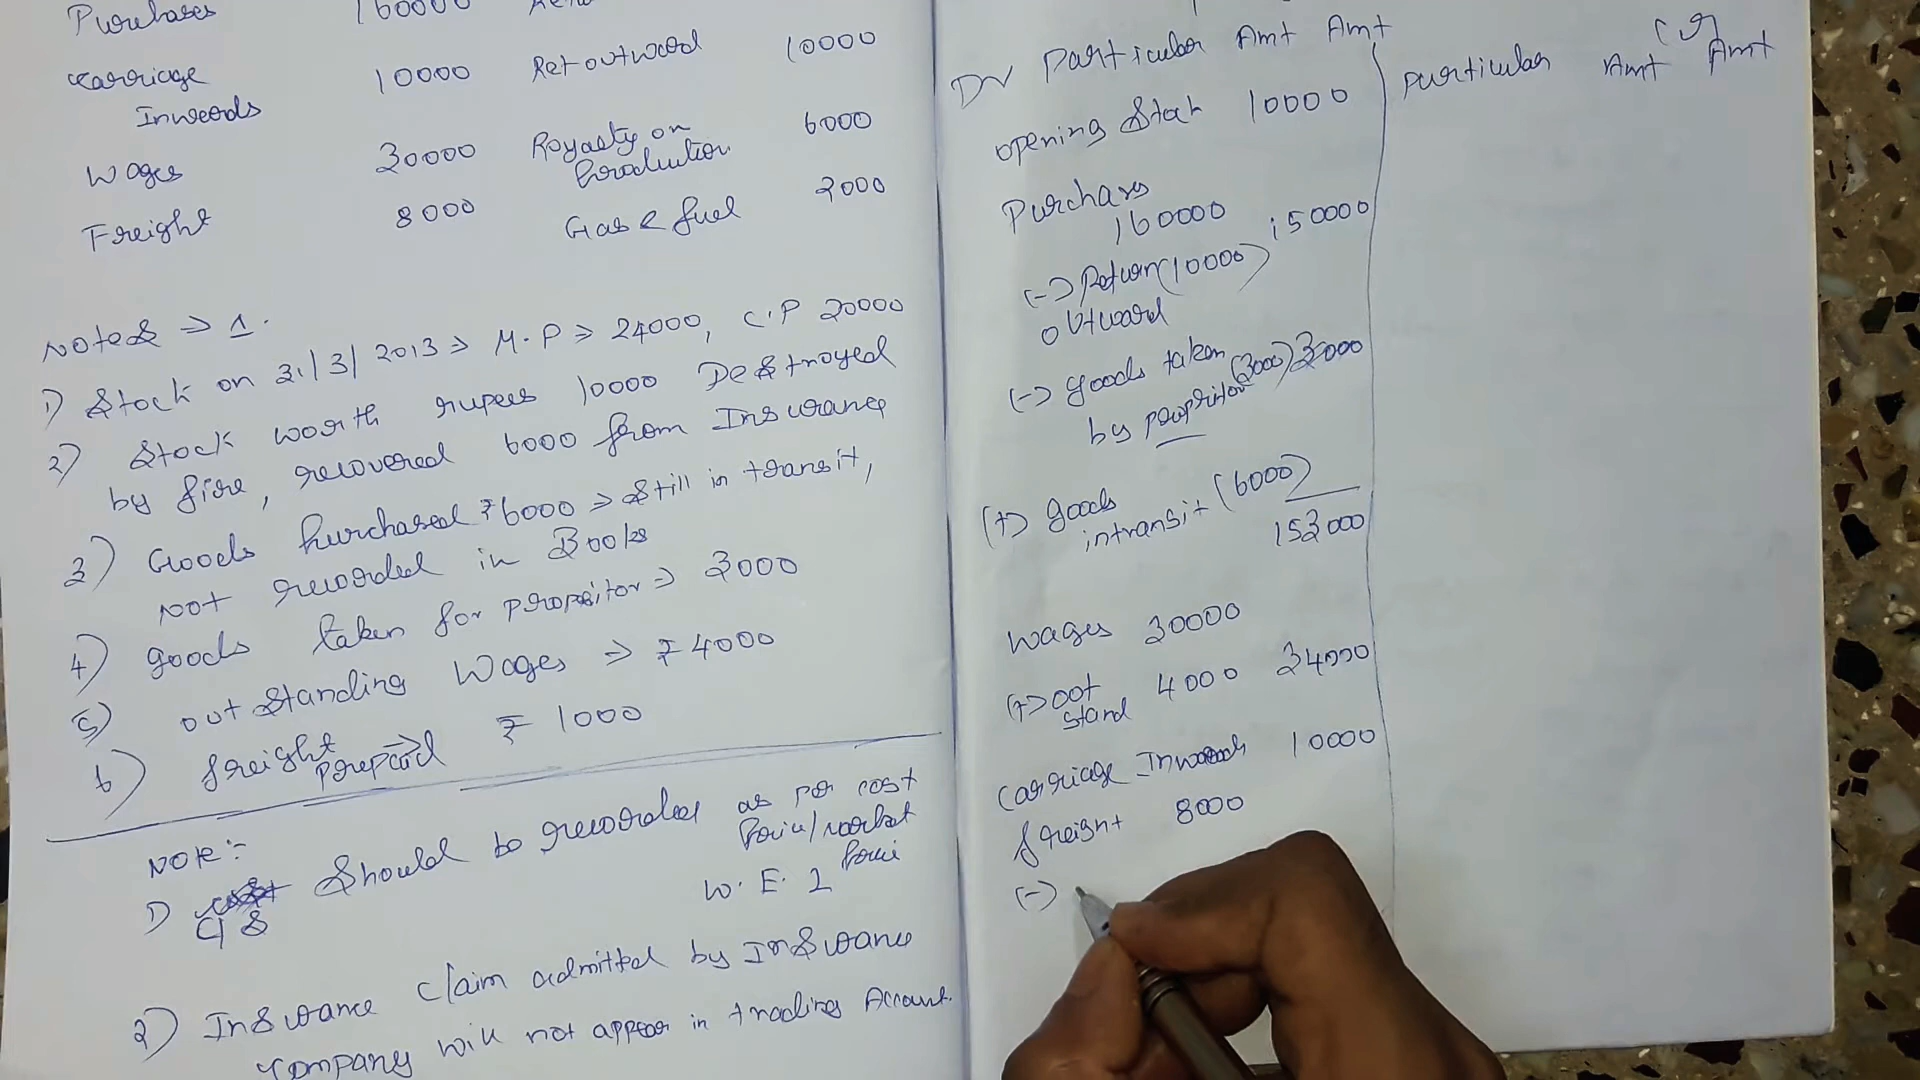 Purchases 160000
Carriage Inwards 10000 Ret outward 10000
Wages 30000 Royalty on Production 6000
Freight 8000 Gas & fuel 2000
Notes => 1.
1) Stock on 31/3/2013 => M.P => 24000, C.P 20000
2) Stock worth rupees 10000 Destroyed
by fire, recovered 6000 from Insurance
3) Goods Purchased ₹6000 => Still in transit,
Not recorded in Books
4) goods taken for propritor => 3000
5) out standing Wages => ₹4000
6) freight prepaid => ₹ 1000
Note :-
1) Cl S Should be recorded as per cost
Price/market
Price
W.E. L
2) Insurance claim admitted by Insurance
company will not appear in trading Account.
Dr Particular Amt Amt
opening Stock 10000
Purchases
160000 150000
(-) Return (10000)
outward
(-) goods taken (3000) 3000
by propritor
(+) goods
intransit (6000)
153000
Wages 30000
(+) out
stand 4000 34000
Carriage Inwards 10000
freight 8000
(-)
Particular Amt Amt
Cr